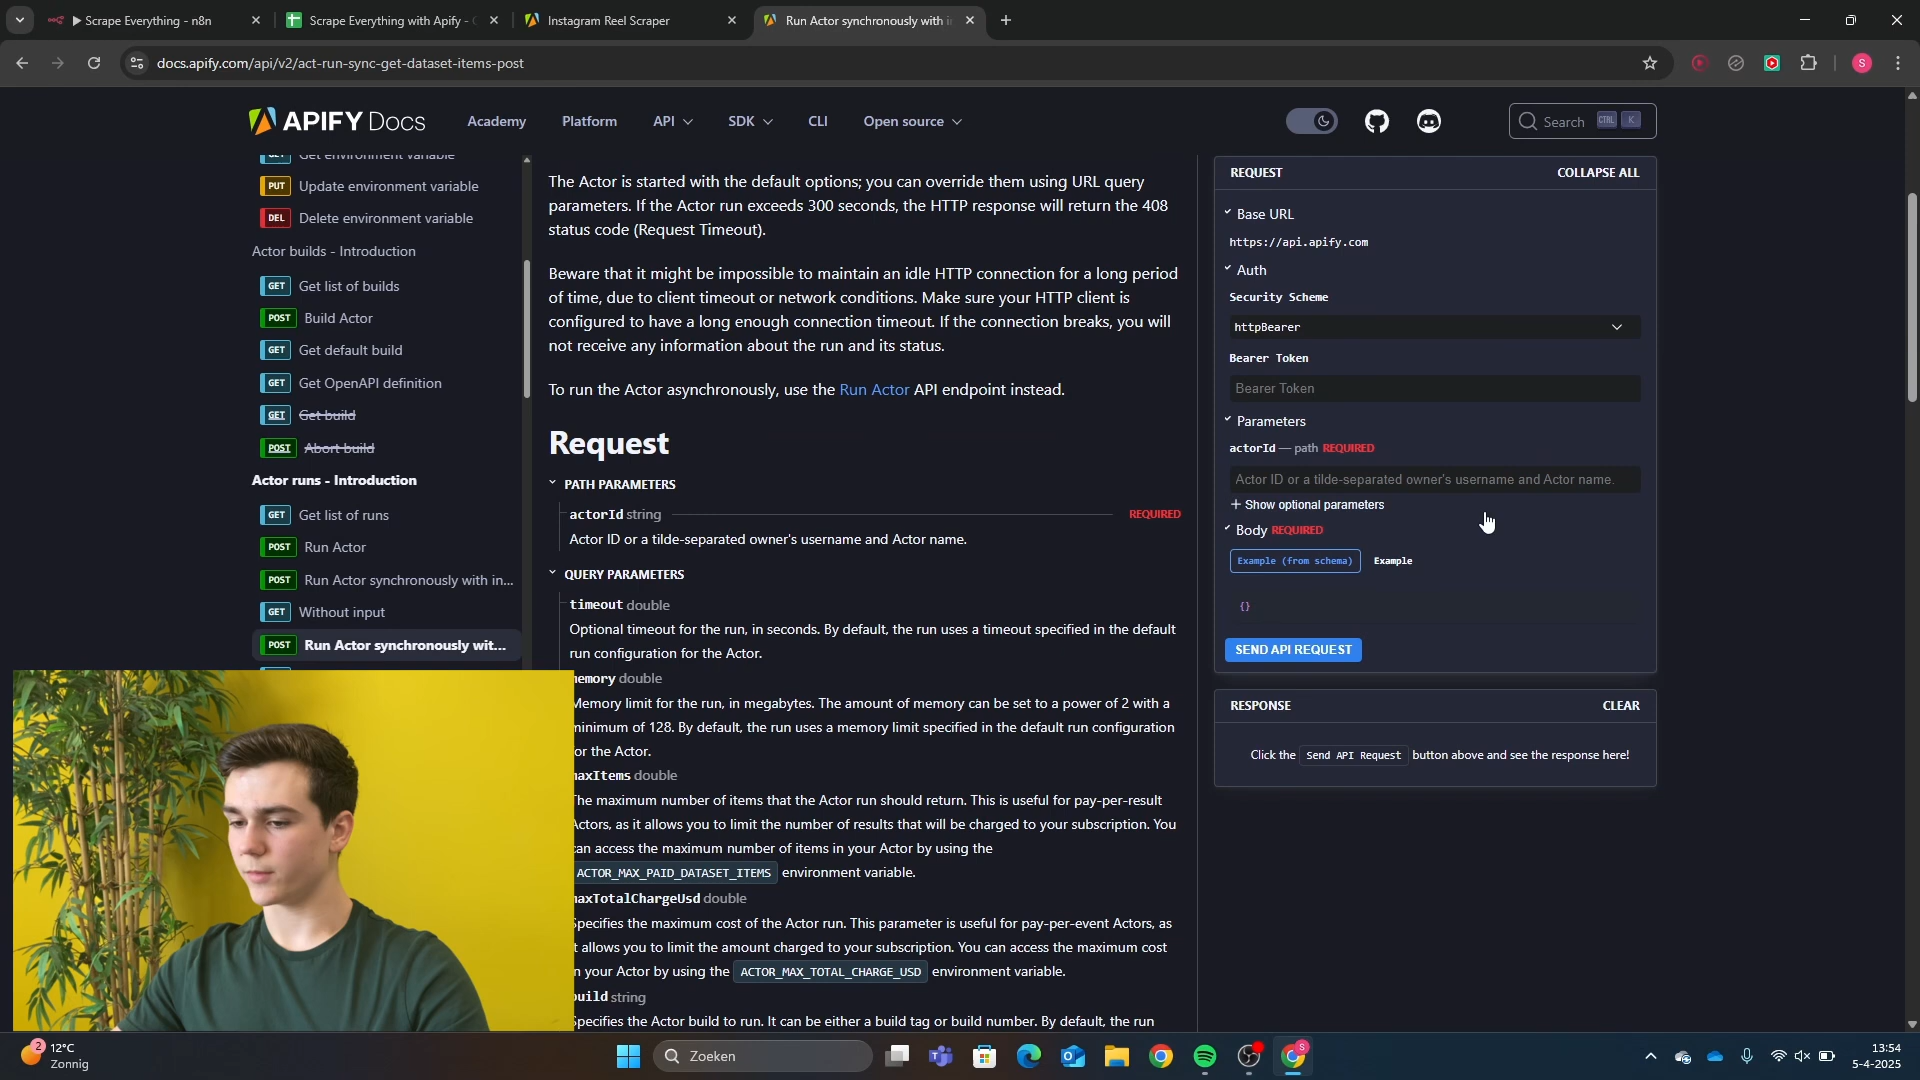 Scrape Everything - n8n
Scrape Everything with Apify -
Instagram Reel Scraper
Run Actor synchronously with
docs.apify.com/api/v2/act-run-sync-get-dataset-items-post
S
APIFY Docs
Academy
Platform
API
SDK
CLI
Open source
Search
CTRL
K
GET Get environment variable
PUT Update environment variable
DEL Delete environment variable
Actor builds - Introduction
GET Get list of builds
POST Build Actor
GET Get default build
GET Get OpenAPI definition
GET Get build
POST Abort build
Actor runs - Introduction
GET Get list of runs
POST Run Actor
POST Run Actor synchronously with in...
GET Without input
POST Run Actor synchronously wit...
The Actor is started with the default options; you can override them using URL query
parameters. If the Actor run exceeds 300 seconds, the HTTP response will return the 408
status code (Request Timeout).
Beware that it might be impossible to maintain an idle HTTP connection for a long period
of time, due to client timeout or network conditions. Make sure your HTTP client is
configured to have a long enough connection timeout. If the connection breaks, you will
not receive any information about the run and its status.
To run the Actor asynchronously, use the Run Actor API endpoint instead.
Request
PATH PARAMETERS
actorId string
REQUIRED
Actor ID or a tilde-separated owner's username and Actor name.
QUERY PARAMETERS
timeout double
Optional timeout for the run, in seconds. By default, the run uses a timeout specified in the default
run configuration for the Actor.
memory double
Memory limit for the run, in megabytes. The amount of memory can be set to a power of 2 with a
minimum of 128. By default, the run uses a memory limit specified in the default run configuration
for the Actor.
maxItems double
The maximum number of items that the Actor run should return. This is useful for pay-per-result
Actors, as it allows you to limit the number of results that will be charged to your subscription. You
can access the maximum number of items in your Actor by using the
ACTOR_MAX_PAID_DATASET_ITEMS environment variable.
maxTotalChargeUsd double
Specifies the maximum cost of the Actor run. This parameter is useful for pay-per-event Actors, as
it allows you to limit the amount charged to your subscription. You can access the maximum cost
in your Actor by using the ACTOR_MAX_TOTAL_CHARGE_USD environment variable.
build string
Specifies the Actor build to run. It can be either a build tag or build number. By default, the run
REQUEST
COLLAPSE ALL
Base URL
https://api.apify.com
Auth
Security Scheme
httpBearer
Bearer Token
Bearer Token
Parameters
actorId — path REQUIRED
Actor ID or a tilde-separated owner's username and Actor name.
+ Show optional parameters
Body REQUIRED
Example (from schema)
Example
{}
SEND API REQUEST
RESPONSE
CLEAR
Click the Send API Request button above and see the response here!
2
12°C
Zonnig
Zoeken
S
13:54
5-4-2025